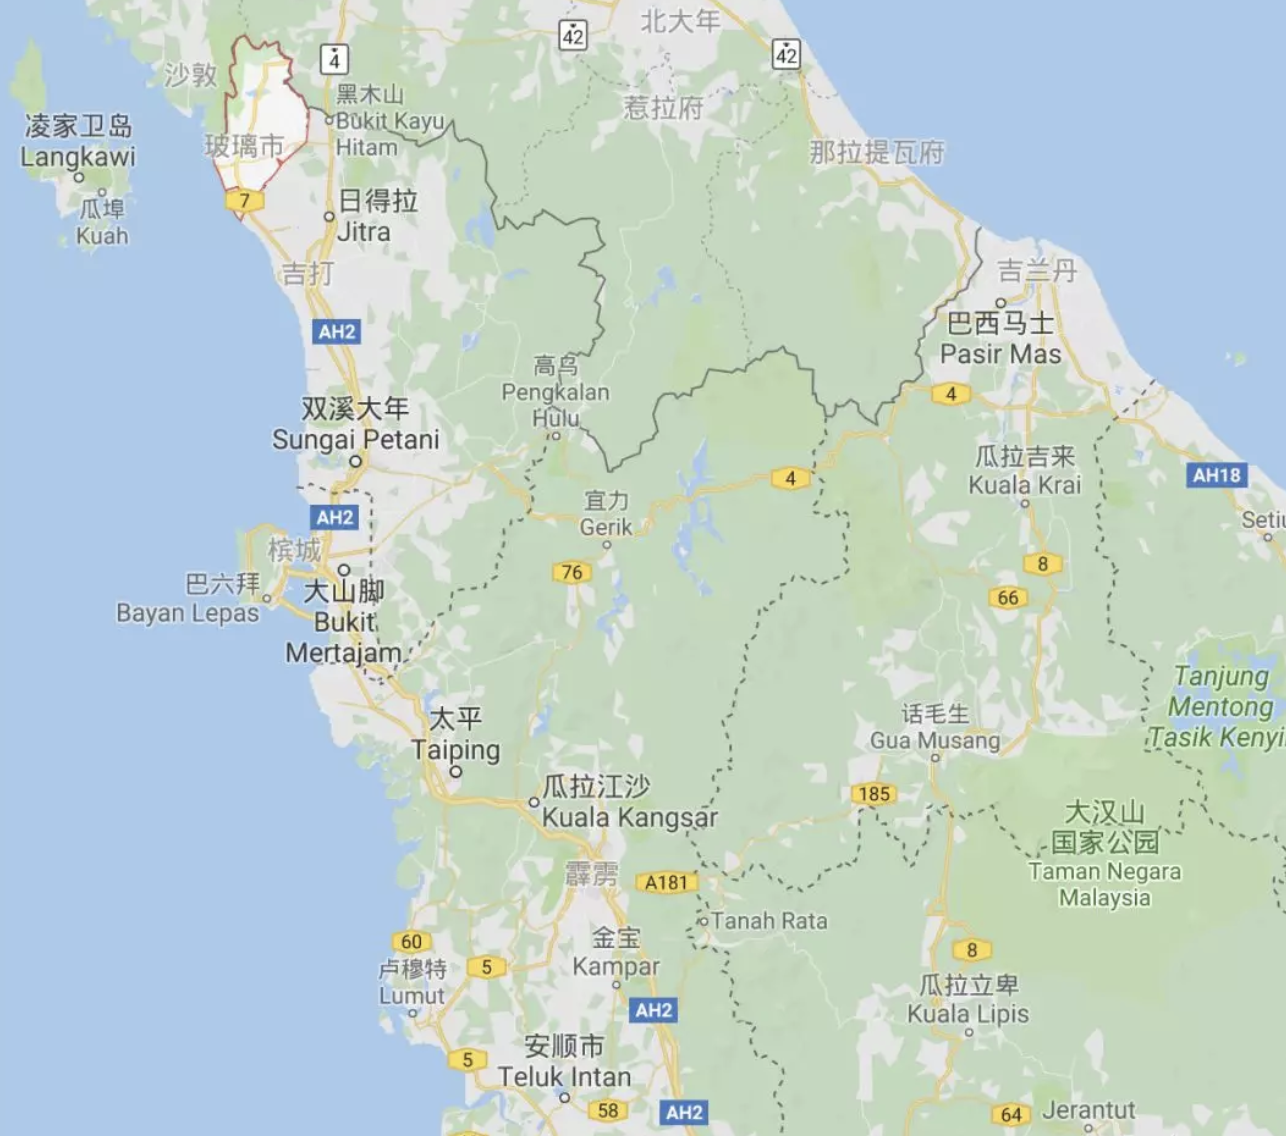 北大年
42
42
4
沙敦
黑木山
Bukit Kayu
Hitam
惹拉府
凌家卫岛
Langkawi
玻璃市
那拉提瓦府
7
瓜埠
Kuah
日得拉
Jitra
吉打
吉兰丹
AH2
巴西马士
Pasir Mas
高鸟
Pengkalan
Hulu
4
双溪大年
Sungai Petani
瓜拉吉来
Kuala Krai
4
AH18
宜力
Gerik
AH2
Setiu
槟城
8
76
巴六拜
Bayan Lepas
大山脚
Bukit
Mertajam
66
Tanjung
Mentong
Tasik Kenyi
太平
Taiping
话毛生
Gua Musang
瓜拉江沙
Kuala Kangsar
185
大汉山
国家公园
Taman Negara
Malaysia
霹雳
A181
Tanah Rata
60
金宝
Kampar
8
卢穆特
Lumut
5
瓜拉立卑
Kuala Lipis
AH2
5
安顺市
Teluk Intan
58
AH2
64
Jerantut